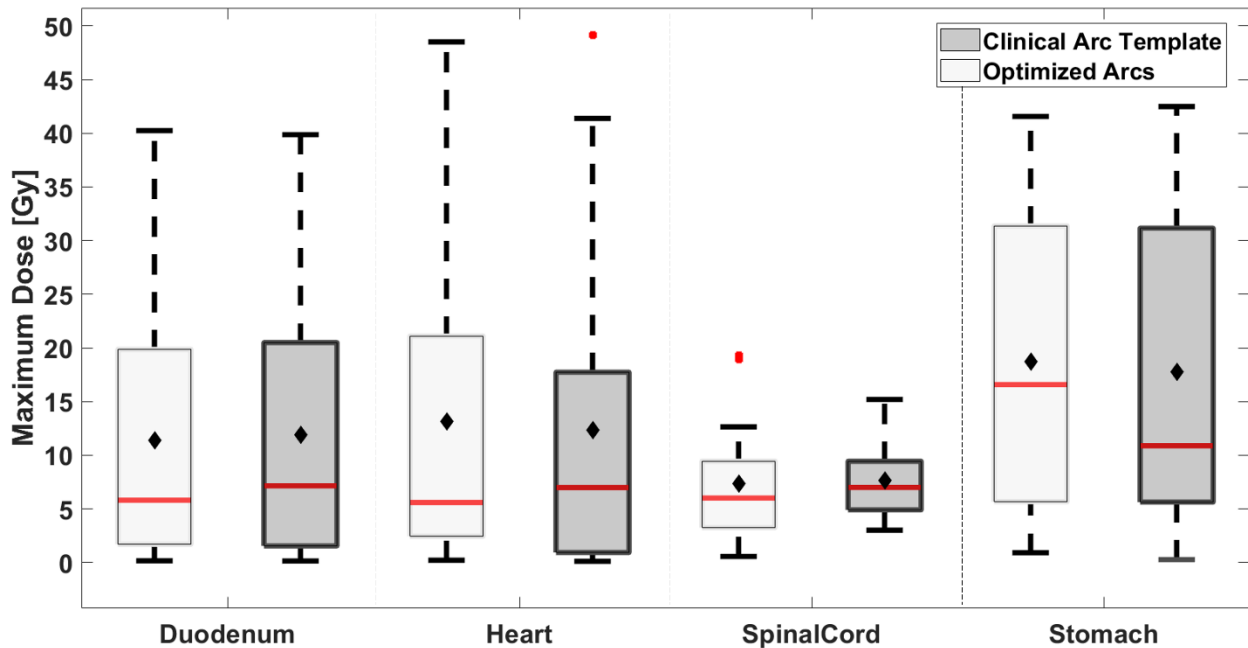 50
45
40
35
30
25
20
15
10
5
0
Maximum Dose [Gy]
Clinical Arc Template
Optimized Arcs
Duodenum
Heart
SpinalCord
Stomach